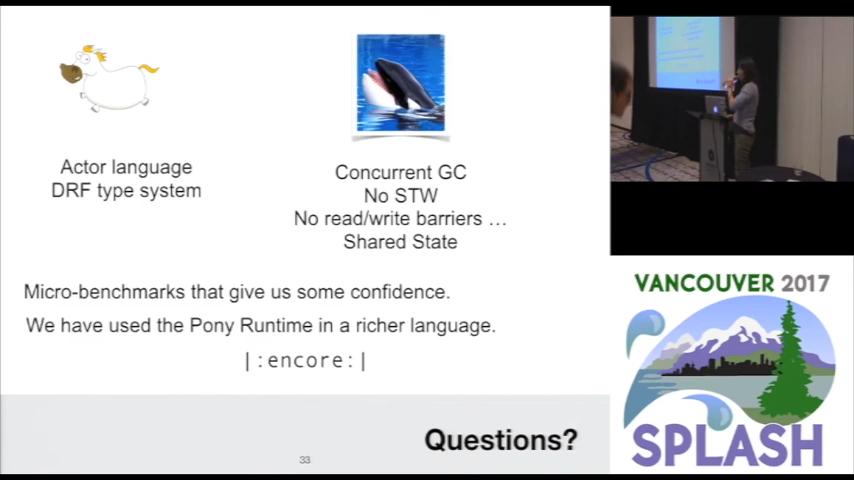 Actor language
DRF type system
Concurrent GC
No STW
No read/write barriers …
Shared State
Micro-benchmarks that give us some confidence.
We have used the Pony Runtime in a richer language.
|:encore:|
Questions?
33
VANCOUVER 2017
SPLASH